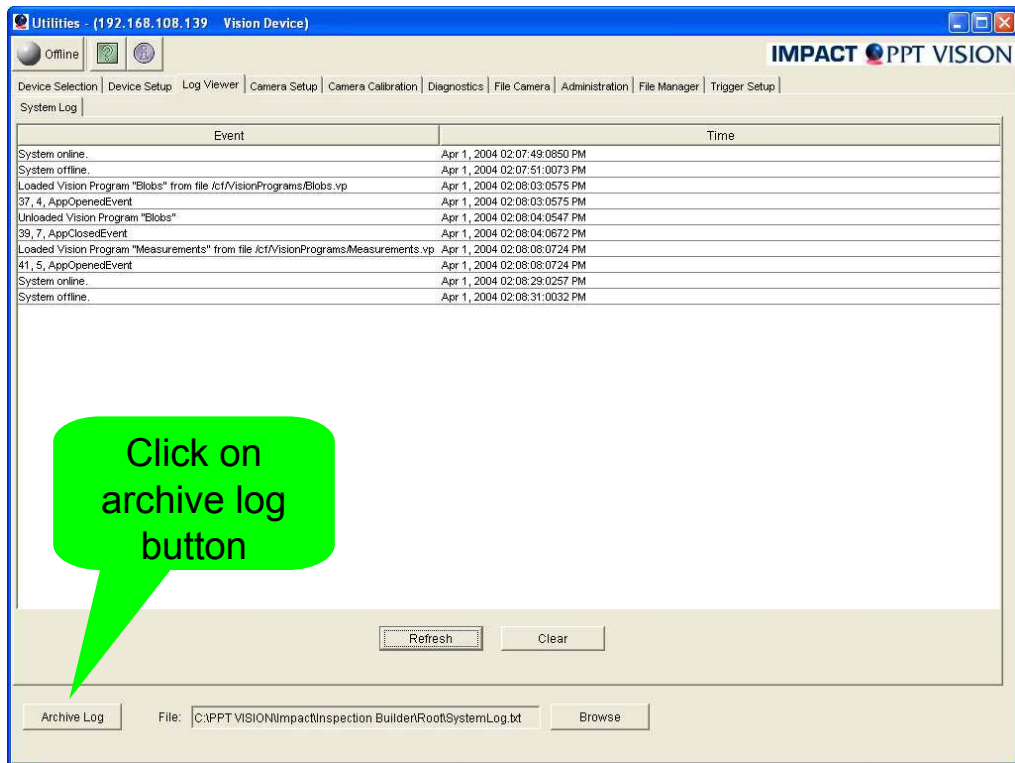 Utilities - (192.168.108.139 Vision Device)
Offline
IMPACT PPT VISION
Device Selection Device Setup Log Viewer Camera Setup Camera Calibration Diagnostics File Camera Administration File Manager Trigger Setup
System Log
Event Time
System online. Apr 1, 2004 02:07:49:0850 PM
System offline. Apr 1, 2004 02:07:51:0073 PM
Loaded Vision Program "Blobs" from file /cf/VisionPrograms/Blobs.vp Apr 1, 2004 02:08:03:0575 PM
37, 4, AppOpenedEvent Apr 1, 2004 02:08:03:0575 PM
Unloaded Vision Program "Blobs" Apr 1, 2004 02:08:04:0547 PM
39, 7, AppClosedEvent Apr 1, 2004 02:08:04:0672 PM
Loaded Vision Program "Measurements" from file /cf/VisionPrograms/Measurements.vp Apr 1, 2004 02:08:08:0724 PM
41, 5, AppOpenedEvent Apr 1, 2004 02:08:08:0724 PM
System online. Apr 1, 2004 02:08:29:0257 PM
System offline. Apr 1, 2004 02:08:31:0032 PM
Click on
archive log
button
Refresh Clear
Archive Log File: C:\PPT VISION\Impact\Inspection Builder\Root\SystemLog.txt Browse